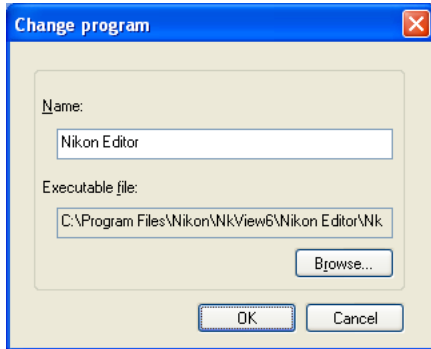 Change program
Name:
Nikon Editor
Executable file:
C:\Program Files\Nikon\NkView6\Nikon Editor\Nk
Browse...
OK
Cancel